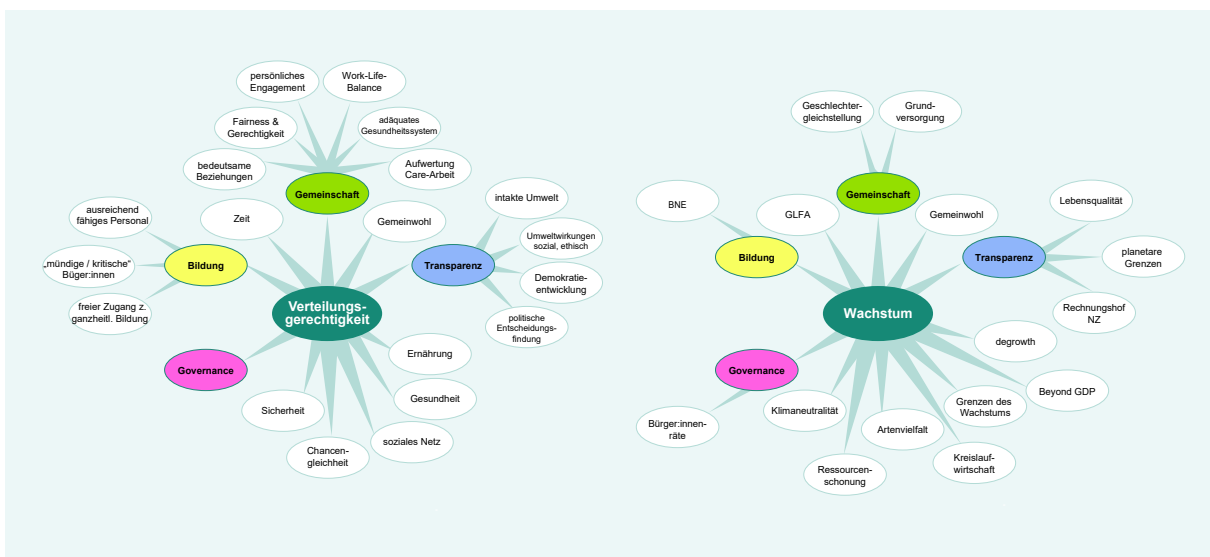 persönliches
Engagement
Work-Life-
Balance
Fairness &
Gerechtigkeit
adäquates
Gesundheitssystem
bedeutsame
Beziehungen
Aufwertung
Care-Arbeit
Gemeinschaft
ausreichend
fähiges Personal
Zeit
Gemeinwohl
intakte Umwelt
„mündige / kritische“
Büger:innen
Bildung
Transparenz
Umweltwirkungen
sozial, ethisch
Demokratie-
entwicklung
freier Zugang z.
ganzheitl. Bildung
Verteilungs-
gerechtigkeit
politische
Entscheidungs-
findung
Governance
Ernährung
Gesundheit
Sicherheit
soziales Netz
Chancen-
gleichheit
Geschlechter-
gleichstellung
Grund-
versorgung
Gemeinschaft
BNE
GLFA
Gemeinwohl
Lebensqualität
Bildung
Transparenz
planetare
Grenzen
Wachstum
Rechnungshof
NZ
degrowth
Governance
Beyond GDP
Bürger:innen-
räte
Klimaneutralität
Grenzen des
Wachstums
Artenvielfalt
Kreislauf-
wirtschaft
Ressourcen-
schonung